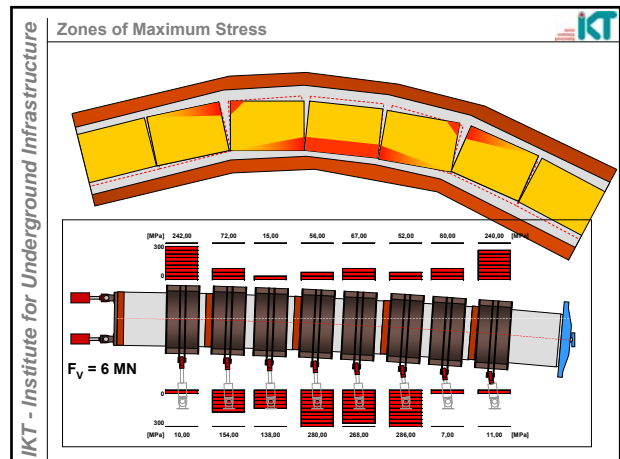 IKT - Institute for Underground Infrastructure
Zones of Maximum Stress
iKT
[MPa] 242,00 72,00 15,00 56,00 67,00 52,00 80,00 240,00 [MPa]
300
0
F_V = 6 MN
0
300
[MPa] 10,00 154,00 138,00 280,00 268,00 286,00 7,00 11,00 [MPa]